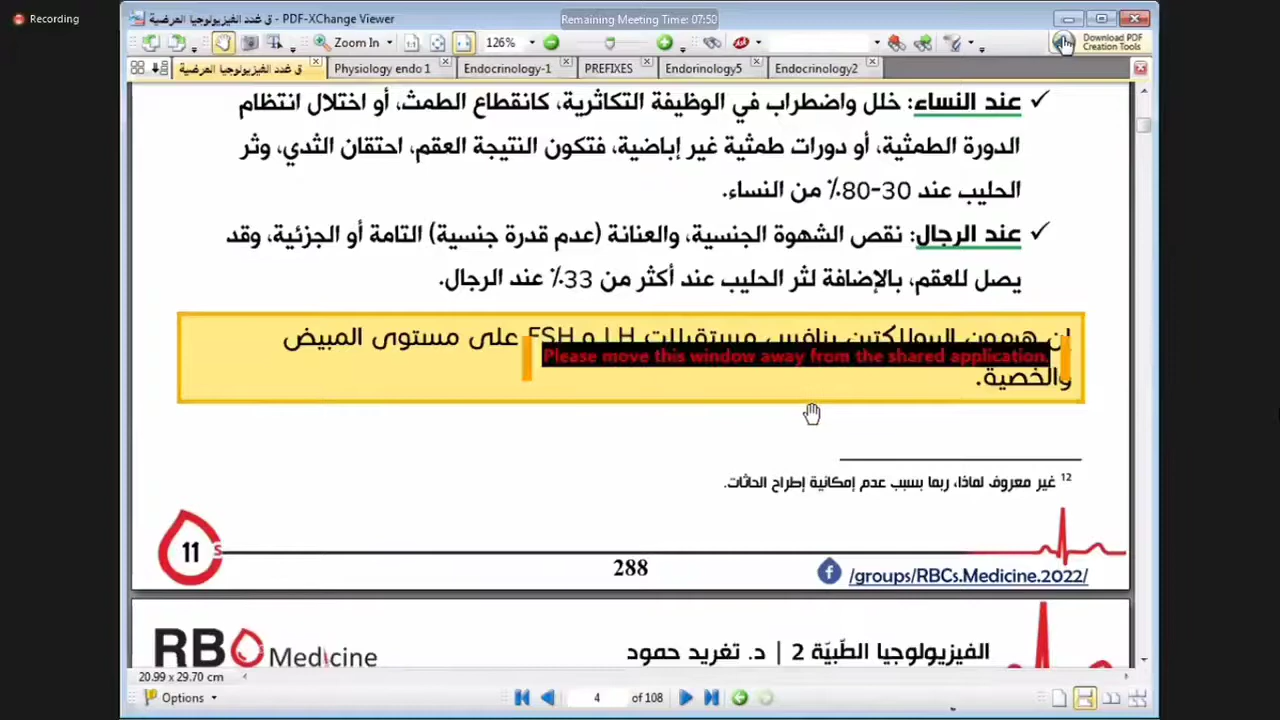 Recording
ق غدد الفيزيولوجيا المرضية - PDF-XChange Viewer
Remaining Meeting Time: 07:50
Zoom In
126%
Download PDF
Creation Tools
ق غدد الفيزيولوجيا المرضية
Physiology endo 1
Endocrinology-1
PREFIXES
Endorinology5
Endocrinology2
✓ عند النساء: خلل واضطراب في الوظيفة التكاثرية، كانقطاع الطمث، أو اختلال انتظام
الدورة الطمثية، أو دورات طمثية غير إباضية، فتكون النتيجة العقم، احتقان الثدي، وثر
الحليب عند 30-80٪ من النساء.
✓ عند الرجال: نقص الشهوة الجنسية، والعنانة (عدم قدرة جنسية) التامة أو الجزئية، وقد
يصل للعقم، بالإضافة لثر الحليب عند أكثر من 33٪ عند الرجال.
إن هرمون البرولاكتين ينافس مستقبلات LH و FSH على مستوى المبيض
Please move this window away from the shared application.
والخصية.
12 غير معروف لماذا، ربما بسبب عدم إمكانية إطراح الحاثات.
11
S
288
/groups/RBCs.Medicine.2022/
RB Medicine
الفيزيولوجيا الطبيّة 2 | د. تغريد حمود
20.99 x 29.70 cm
Options
4
of 108